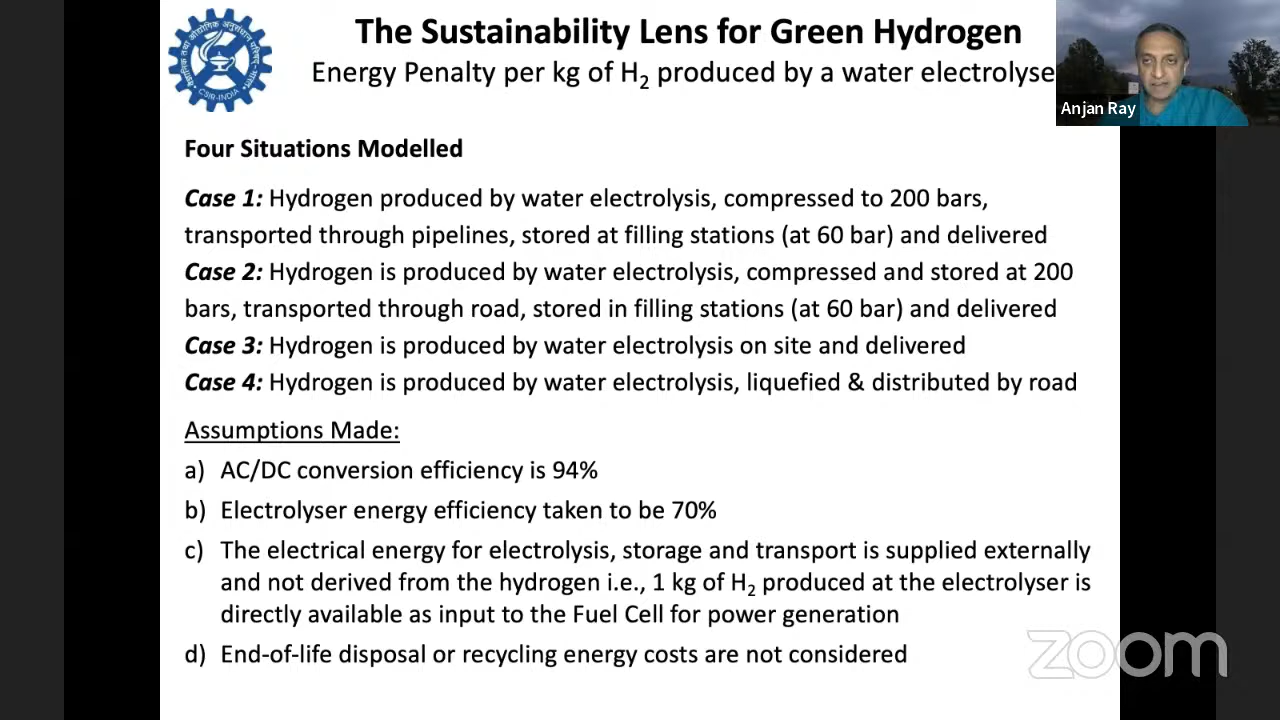 The Sustainability Lens for Green Hydrogen
Energy Penalty per kg of H2 produced by a water electrolyse
Anjan Ray
CSIR-INDIA
Four Situations Modelled
Case 1: Hydrogen produced by water electrolysis, compressed to 200 bars,
transported through pipelines, stored at filling stations (at 60 bar) and delivered
Case 2: Hydrogen is produced by water electrolysis, compressed and stored at 200
bars, transported through road, stored in filling stations (at 60 bar) and delivered
Case 3: Hydrogen is produced by water electrolysis on site and delivered
Case 4: Hydrogen is produced by water electrolysis, liquefied & distributed by road
Assumptions Made:
a) AC/DC conversion efficiency is 94%
b) Electrolyser energy efficiency taken to be 70%
c) The electrical energy for electrolysis, storage and transport is supplied externally
and not derived from the hydrogen i.e., 1 kg of H2 produced at the electrolyser is
directly available as input to the Fuel Cell for power generation
d) End-of-life disposal or recycling energy costs are not considered
zoom